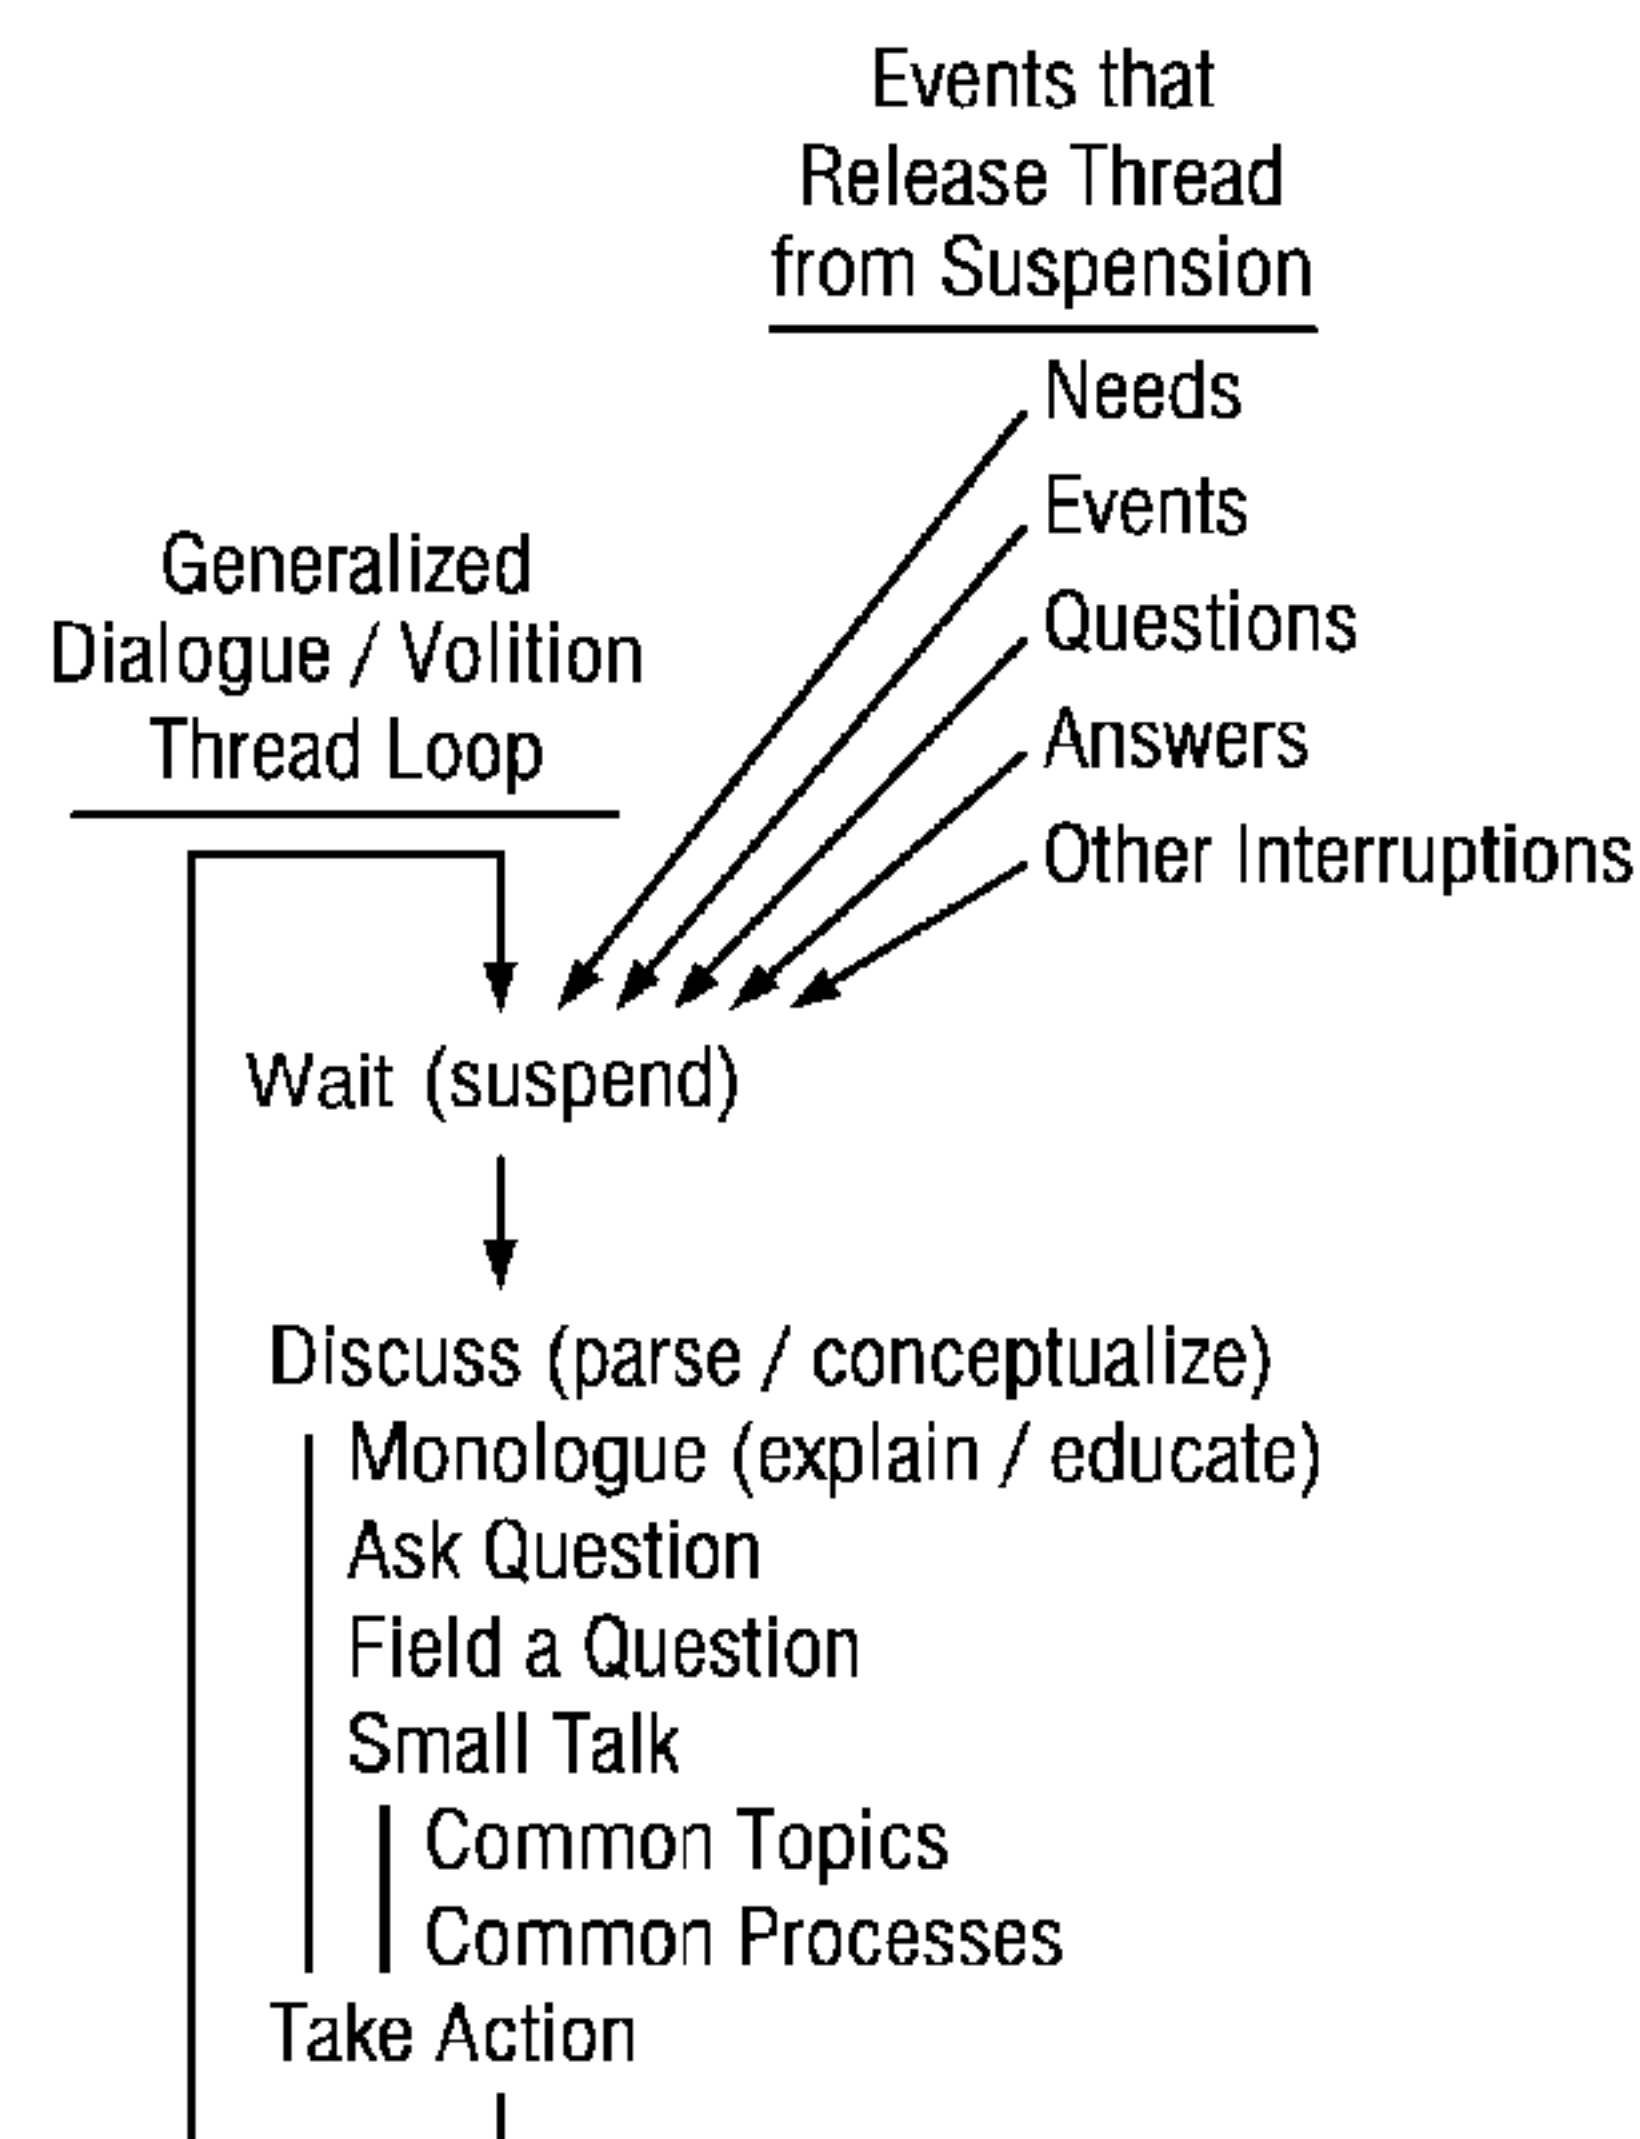 Events that
Release Thread
from Suspension
Needs
Events
Questions
Answers
Other Interruptions
Generalized
Dialogue / Volition
Thread Loop
Wait (suspend)
Discuss (parse / conceptualize)
Monologue (explain / educate)
Ask Question
Field a Question
Small Talk
Common Topics
Common Processes
Take Action